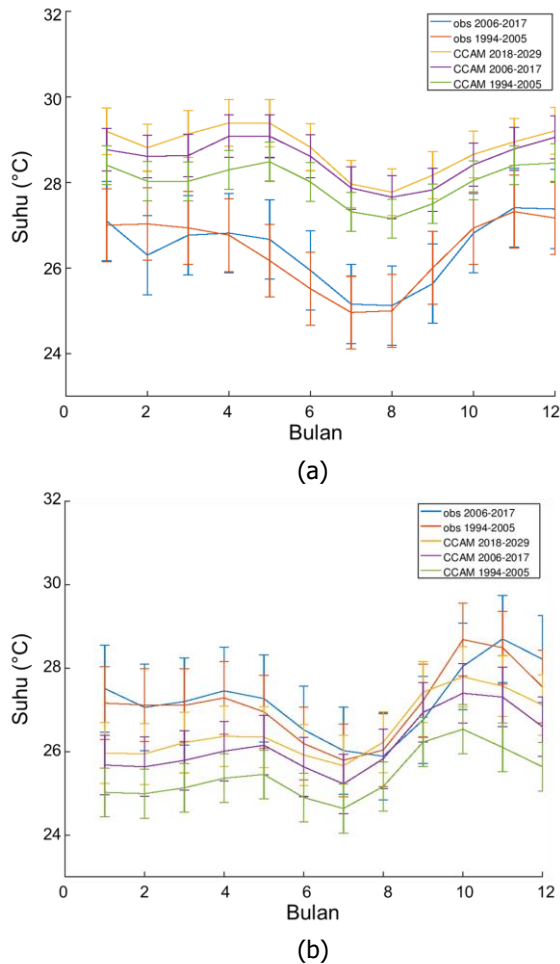 32
30
28
26
24
Suhu (°C)
obs 2006-2017
obs 1994-2005
CCAM 2018-2029
CCAM 2006-2017
CCAM 1994-2005
0 2 4 6 8 10 12
Bulan
(a)
32
30
28
26
24
Suhu (°C)
obs 2006-2017
obs 1994-2005
CCAM 2018-2029
CCAM 2006-2017
CCAM 1994-2005
0 2 4 6 8 10 12
Bulan
(b)